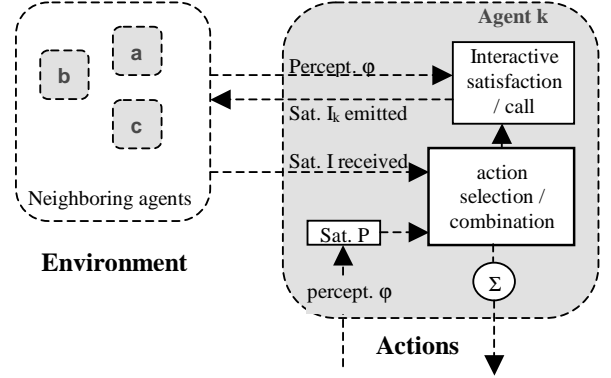 a
b
c
Neighboring agents
Environment
Agent k
Percept. φ
Sat. Iₖ emitted
Sat. I received
Interactive
satisfaction
/ call
action
selection /
combination
Sat. P
percept. φ
Σ
Actions